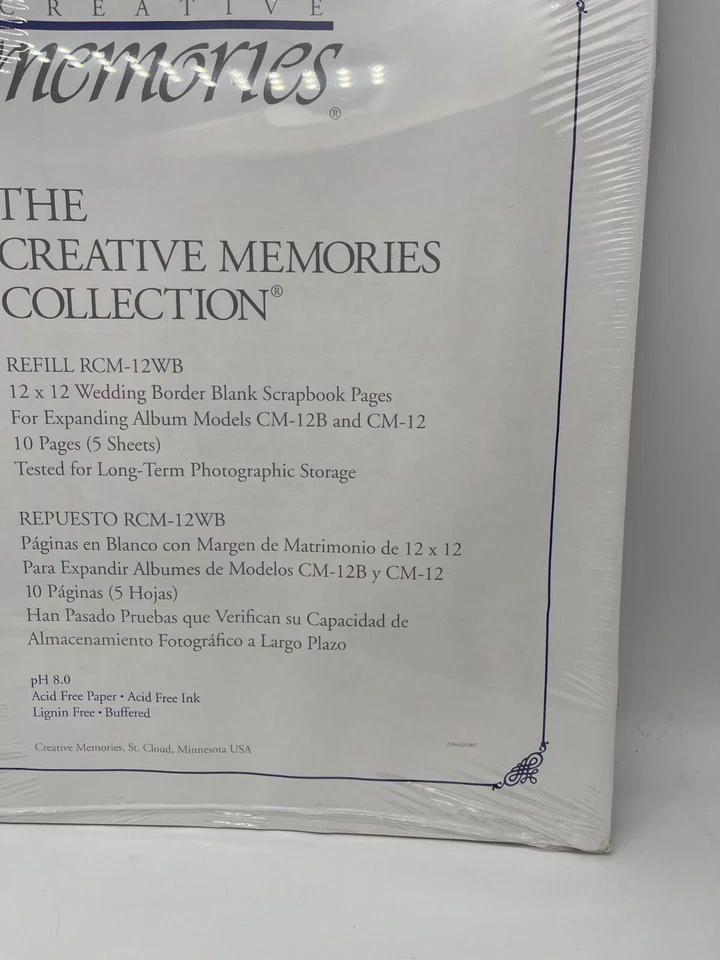 CREATIVE
memories®
THE
CREATIVE MEMORIES
COLLECTION®
REFILL RCM-12WB
12 x 12 Wedding Border Blank Scrapbook Pages
For Expanding Album Models CM-12B and CM-12
10 Pages (5 Sheets)
Tested for Long-Term Photographic Storage
REPUESTO RCM-12WB
Páginas en Blanco con Margen de Matrimonio de 12 x 12
Para Expandir Albumes de Modelos CM-12B y CM-12
10 Páginas (5 Hojas)
Han Pasado Pruebas que Verifican su Capacidad de
Almacenamiento Fotográfico a Largo Plazo
pH 8.0
Acid Free Paper • Acid Free Ink
Lignin Free • Buffered
Creative Memories, St. Cloud, Minnesota USA